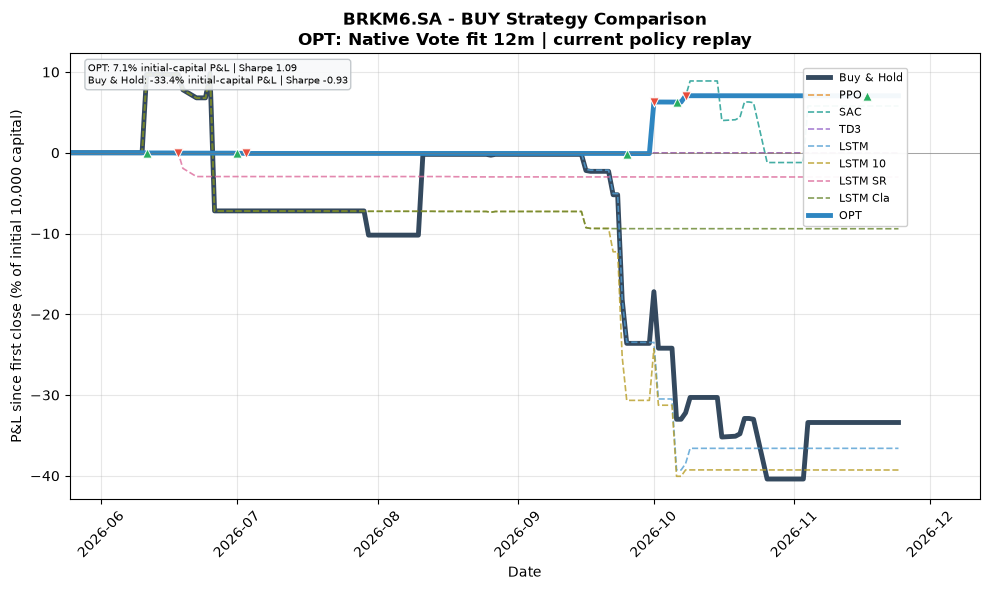 BRKM6.SA - BUY Strategy Comparison
OPT: Native Vote fit 12m | current policy replay
OPT: 7.1% initial-capital P&L | Sharpe 1.09
Buy & Hold: -33.4% initial-capital P&L | Sharpe -0.93
Buy & Hold
PPO
SAC
TD3
LSTM
LSTM 10
LSTM SR
LSTM Cla
OPT
P&L since first close (% of initial 10,000 capital)
10
0
−10
−20
−30
−40
2026-06
2026-07
2026-08
2026-09
2026-10
2026-11
2026-12
Date